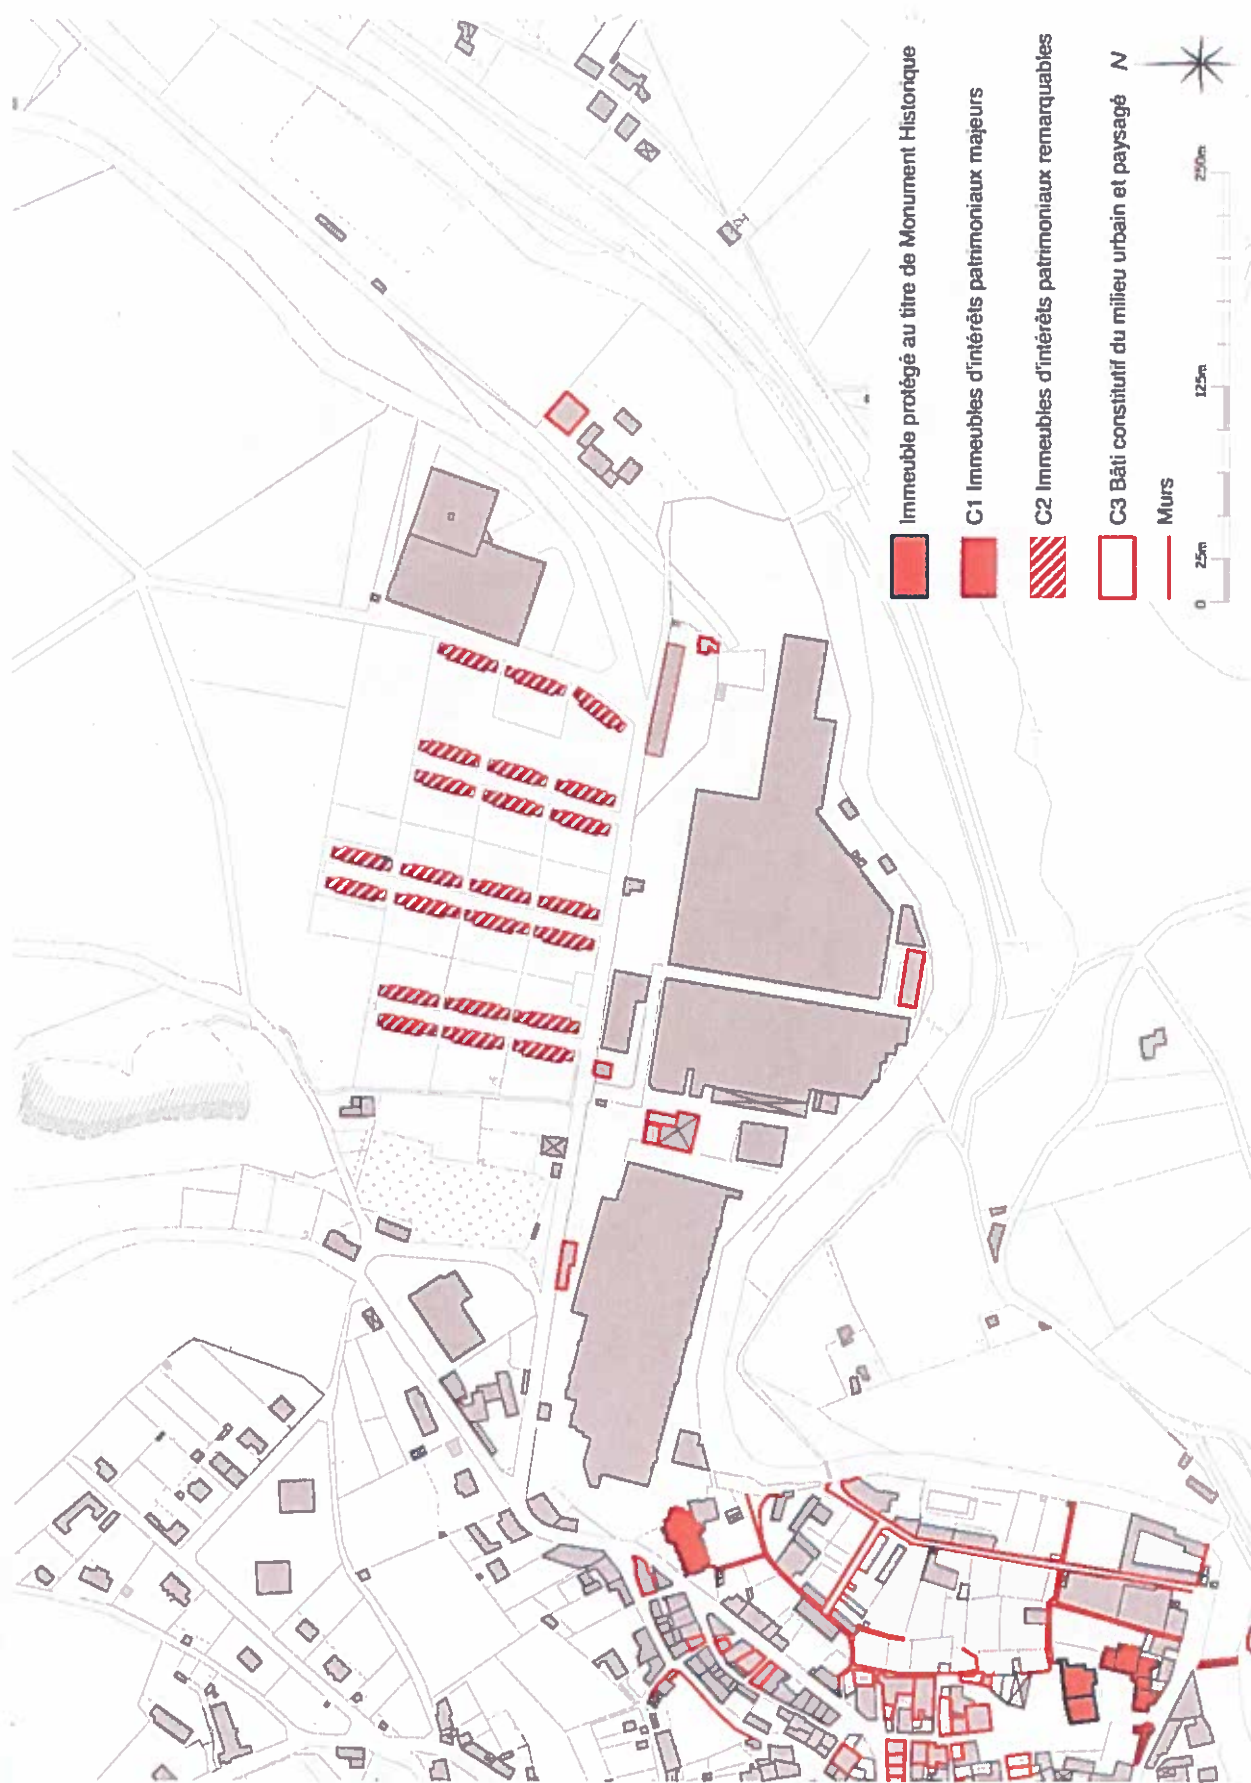 Immeuble protégé au titre de Monument Historique
C1 Immeubles d'intérêts patrimoniaux majeurs
C2 Immeubles d'intérêts patrimoniaux remarquables
C3 Bâti constitutif du milieu urbain et paysagé
Murs
N
0 25m 125m 250m